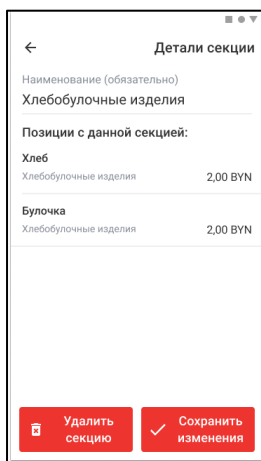 Детали секции
Наименование (обязательно)
Хлебобулочные изделия
Позиции с данной секцией:
Хлеб
Хлебобулочные изделия 2,00 BYN
Булочка
Хлебобулочные изделия 2,00 BYN
Удалить секцию
Сохранить изменения